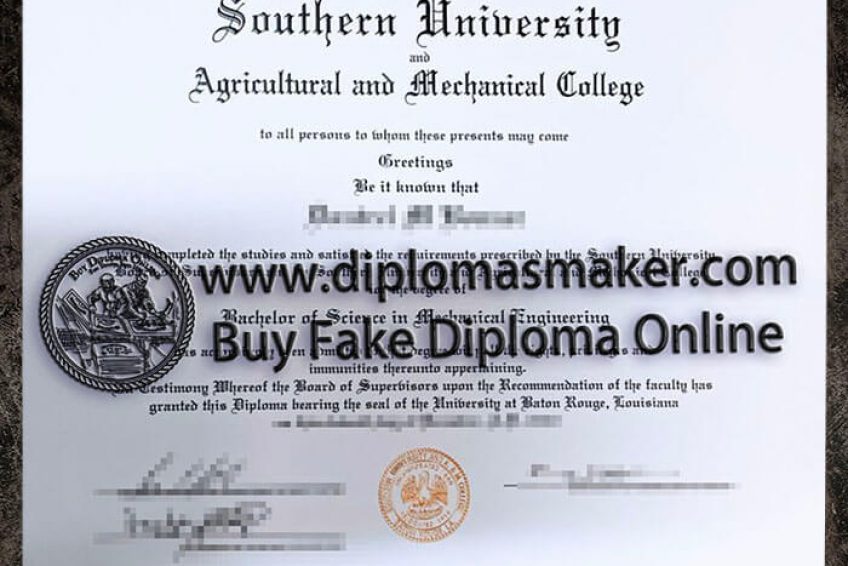 Southern University
and
Agricultural and Mechanical College
to all persons to whom these presents may come
Greetings
Be it known that
completed the studies and satisfied the requirements prescribed by the Southern University
www.diplomasmaker.com
the degree of
Bachelor of Science in Mechanical Engineering
Buy Fake Diploma Online
immunities thereunto appertaining.
Testimony Whereof the Board of Supervisors upon the Recommendation of the faculty has
granted this Diploma bearing the seal of the University at Baton Rouge, Louisiana